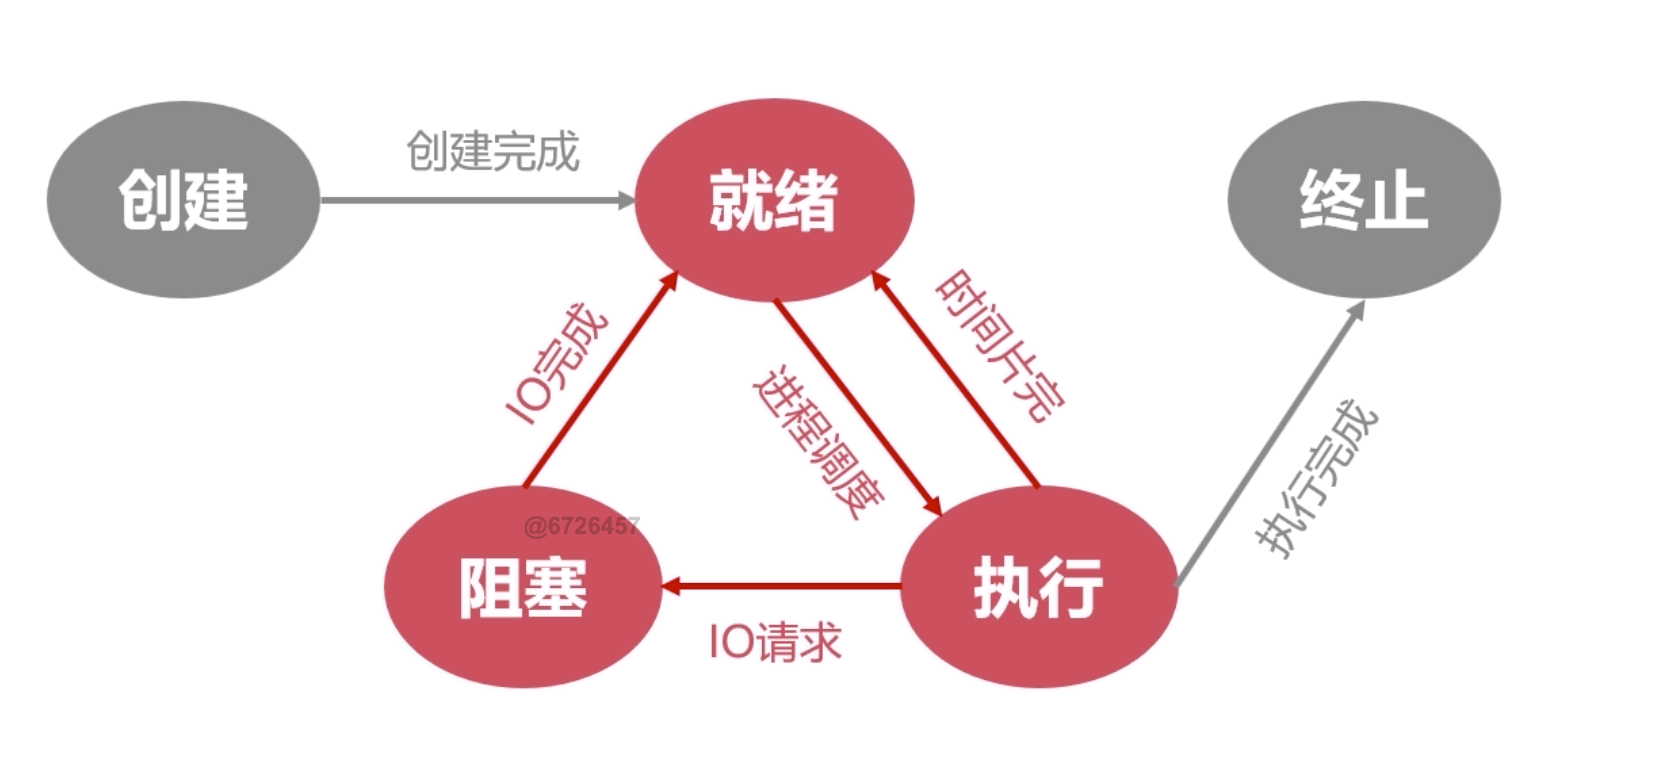 创建
创建完成
就绪
终止
IO完成
进程调度
时间片完
执行完成
@6726457
阻塞
IO请求
执行